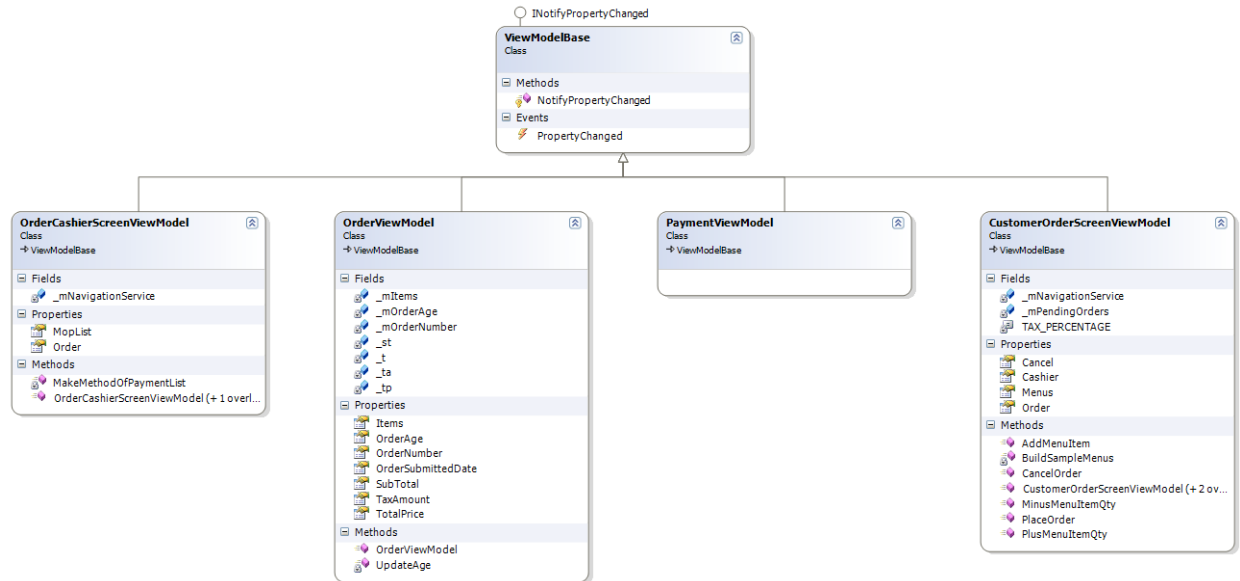 INotifyPropertyChanged
ViewModelBase
Class
Methods
NotifyPropertyChanged
Events
PropertyChanged
OrderCashierScreenViewModel
Class
ViewModelBase
Fields
_mNavigationService
Properties
MopList
Order
Methods
MakeMethodOfPaymentList
OrderCashierScreenViewModel (+ 1 overl...
OrderViewModel
Class
ViewModelBase
Fields
_mItems
_mOrderAge
_mOrderNumber
_st
_t
_ta
_tp
Properties
Items
OrderAge
OrderNumber
OrderSubmittedDate
SubTotal
TaxAmount
TotalPrice
Methods
OrderViewModel
UpdateAge
PaymentViewModel
Class
ViewModelBase
CustomerOrderScreenViewModel
Class
ViewModelBase
Fields
_mNavigationService
_mPendingOrders
TAX_PERCENTAGE
Properties
Cancel
Cashier
Menus
Order
Methods
AddMenuItem
BuildSampleMenus
CancelOrder
CustomerOrderScreenViewModel (+ 2 ov...
MinusMenuItemQty
PlaceOrder
PlusMenuItemQty